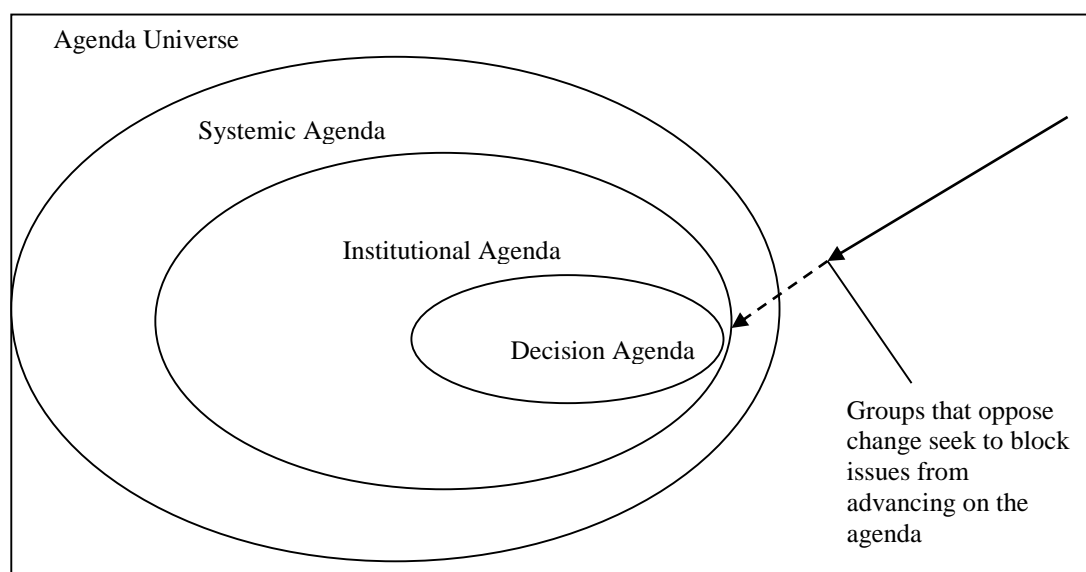 Agenda Universe
Systemic Agenda
Institutional Agenda
Decision Agenda
Groups that oppose
change seek to block
issues from
advancing on the
agenda